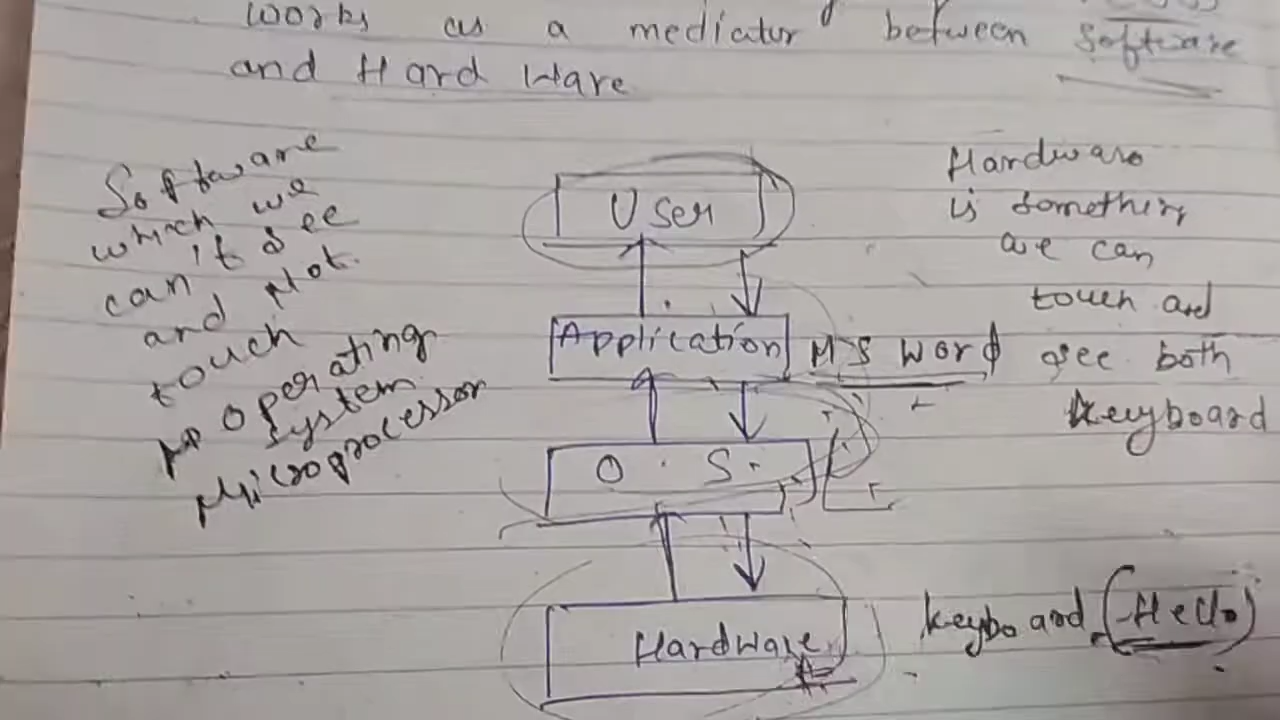 works as a mediator between software
and Hard Ware
Software
which we
can't see
and Not
touch
operating
system
Microprocessor
User
Application
MS Word
O.S.
Hardware
Hardware
is something
we can
touch and
see both
keyboard
keyboard (Hello)